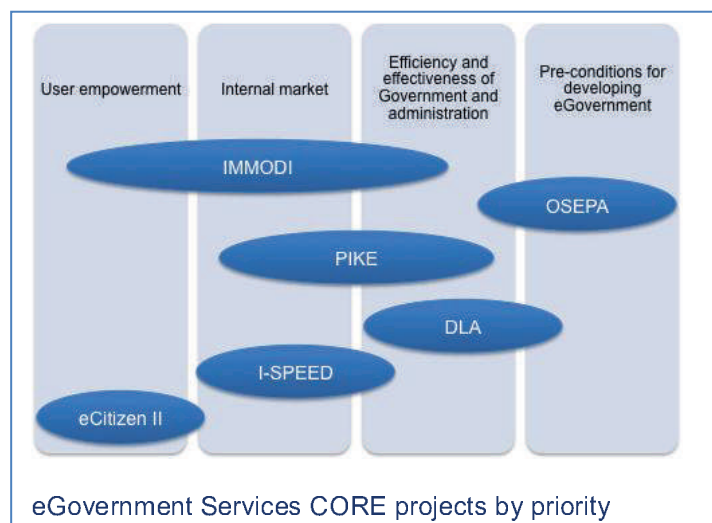 User empowerment
Internal market
Efficiency and
effectiveness of
Government and
administration
Pre-conditions for
developing
eGovernment
IMMODI
OSEPA
PIKE
DLA
I-SPEED
eCitizen II
eGovernment Services CORE projects by priority